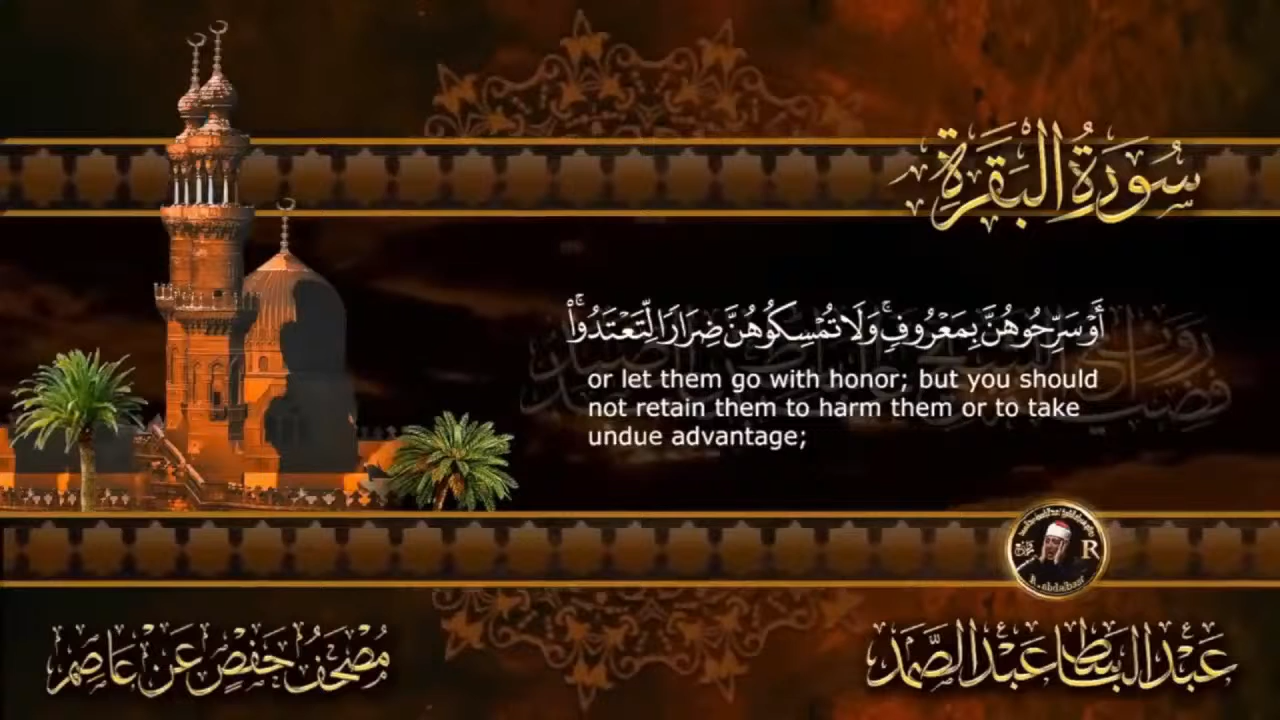 سُورَةُ البَقَرَةِ
أَوْ سَرِّحُوهُنَّ بِمَعْرُوفٍ ۚ وَلَا تُمْسِكُوهُنَّ ضِرَارًا لِّتَعْتَدُوا ۚ
or let them go with honor; but you should
not retain them to harm them or to take
undue advantage;
R
مُصْحَفُ حَفْصٍ عَنْ عَاصِمٍ
عَبْدُ البَاسِط عَبْدُ الصَّمَد